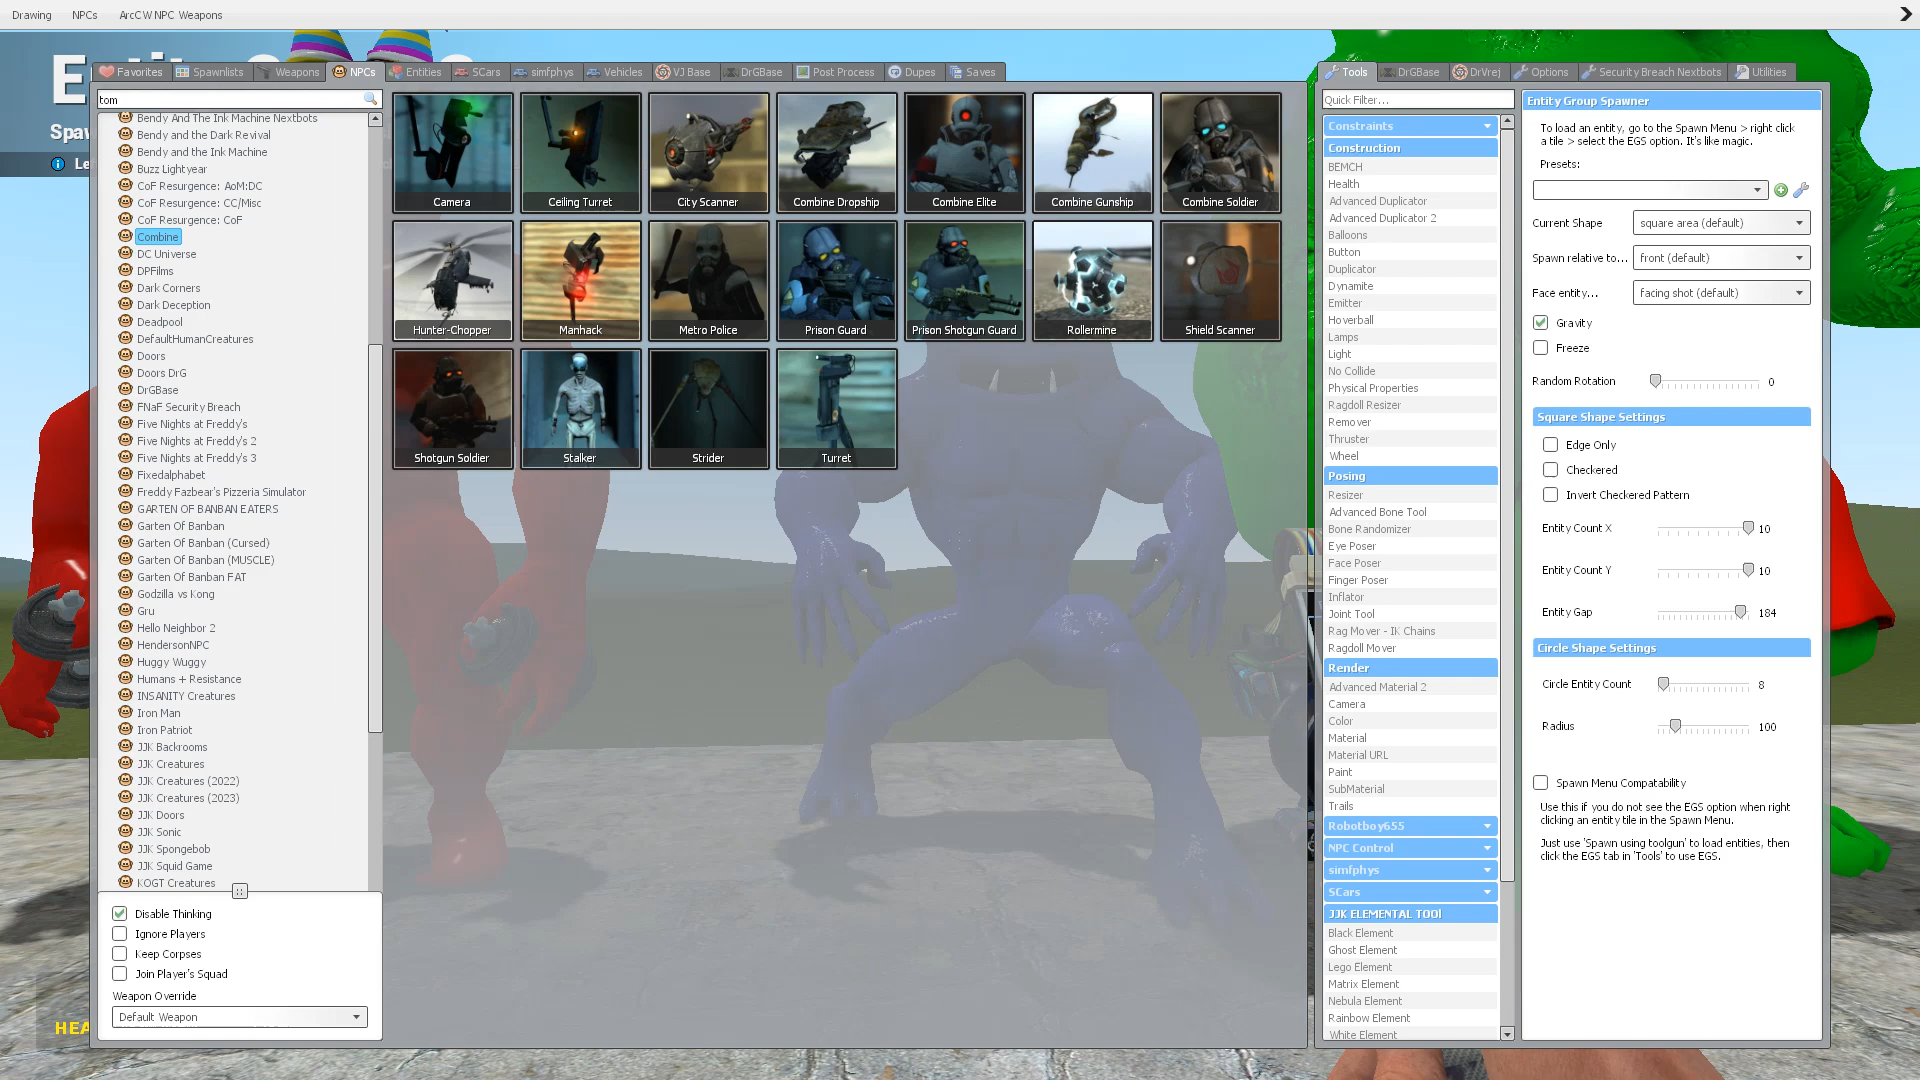 Drawing NPCs ArcCW NPC Weapons
Favorites Spawnlists Weapons NPCs Entities SCars simfphys Vehicles VJ Base DrGBase Post Process Dupes Saves
tom
Bendy And The Ink Machine Nextbots
Bendy and the Dark Revival
Bendy and the Ink Machine
Buzz Lightyear
CoF Resurgence: AoM:DC
CoF Resurgence: CC/Misc
CoF Resurgence: CoF
Combine
DC Universe
DPFilms
Dark Corners
Dark Deception
Deadpool
DefaultHumanCreatures
Doors
Doors DrG
DrGBase
FNaF Security Breach
Five Nights at Freddy's
Five Nights at Freddy's 2
Five Nights at Freddy's 3
Fixedalphabet
Freddy Fazbear's Pizzeria Simulator
GARTEN OF BANBAN EATERS
Garten Of Banban
Garten Of Banban (Cursed)
Garten Of Banban (MUSCLE)
Garten Of Banban FAT
Godzilla vs Kong
Gru
Hello Neighbor 2
HendersonNPC
Huggy Wuggy
Humans + Resistance
INSANITY Creatures
Iron Man
Iron Patriot
JJK Backrooms
JJK Creatures
JJK Creatures (2022)
JJK Creatures (2023)
JJK Doors
JJK Sonic
JJK Spongebob
JJK Squid Game
KOGT Creatures
Disable Thinking
Ignore Players
Keep Corpses
Join Player's Squad
Weapon Override
Default Weapon
HEA
Camera Ceiling Turret City Scanner Combine Dropship Combine Elite Combine Gunship Combine Soldier
Hunter-Chopper Manhack Metro Police Prison Guard Prison Shotgun Guard Rollermine Shield Scanner
Shotgun Soldier Stalker Strider Turret
Tools DrGBase DrVrej Options Security Breach Nextbots Utilities
Quick Filter...
Constraints
Construction
BEMCH
Health
Advanced Duplicator
Advanced Duplicator 2
Balloons
Button
Duplicator
Dynamite
Emitter
Hoverball
Lamps
Light
No Collide
Physical Properties
Ragdoll Resizer
Remover
Thruster
Wheel
Posing
Resizer
Advanced Bone Tool
Bone Randomizer
Eye Poser
Face Poser
Finger Poser
Inflator
Joint Tool
Rag Mover - IK Chains
Ragdoll Mover
Render
Advanced Material 2
Camera
Color
Material
Material URL
Paint
SubMaterial
Trails
Robotboy655
NPC Control
simfphys
SCars
JJK ELEMENTAL TOOl
Black Element
Ghost Element
Lego Element
Matrix Element
Nebula Element
Rainbow Element
White Element
Entity Group Spawner
To load an entity, go to the Spawn Menu > right click
a tile > select the EGS option. It's like magic.
Presets:
Current Shape square area (default)
Spawn relative to... front (default)
Face entity... facing shot (default)
Gravity
Freeze
Random Rotation 0
Square Shape Settings
Edge Only
Checkered
Invert Checkered Pattern
Entity Count X 10
Entity Count Y 10
Entity Gap 184
Circle Shape Settings
Circle Entity Count 8
Radius 100
Spawn Menu Compatability
Use this if you do not see the EGS option when right
clicking an entity tile in the Spawn Menu.
Just use 'Spawn using toolgun' to load entities, then
click the EGS tab in 'Tools' to use EGS.